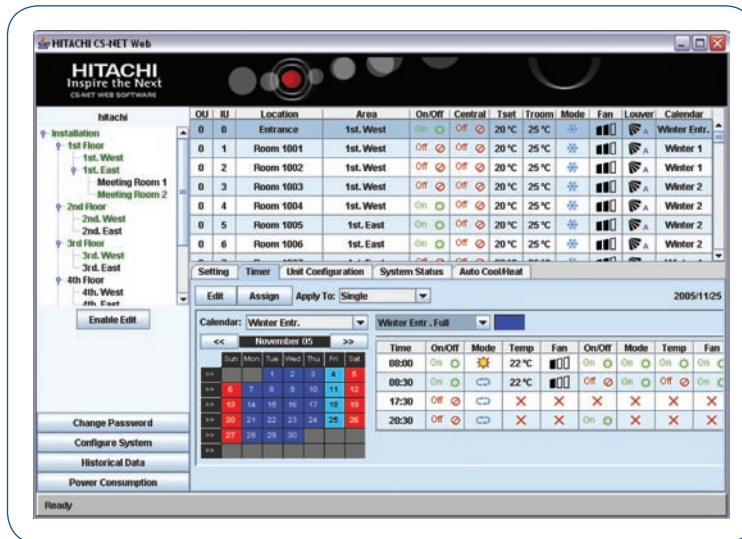 HITACHI CS-NET Web
HITACHI
Inspire the Next
CS-NET WEB SOFTWARE
hitachi
Installation
1st Floor
1st. West
1st. East
Meeting Room 1
Meeting Room 2
2nd Floor
2nd. West
2nd. East
3rd Floor
3rd. West
3rd. East
4th Floor
4th. West
4th. East
Enable Edit
Change Password
Configure System
Historical Data
Power Consumption
OU IU Location Area On/Off Central Tset Troom Mode Fan Louver Calendar
0 0 Entrance 1st. West On Off 20 °C 25 °C A Winter Entr.
0 1 Room 1001 1st. West Off Off 20 °C 25 °C A Winter 1
0 2 Room 1002 1st. West Off Off 20 °C 25 °C A Winter 1
0 3 Room 1003 1st. West Off Off 20 °C 25 °C A Winter 2
0 4 Room 1004 1st. West On Off 20 °C 25 °C A Winter 2
0 5 Room 1005 1st. East On Off 20 °C 25 °C A Winter 2
0 6 Room 1006 1st. East On Off 20 °C 25 °C A Winter 2
Setting Timer Unit Configuration System Status Auto Cool/Heat
Edit Assign Apply To: Single 2005/11/25
Calendar: Winter Entr. Winter Entr. Full
<< November 05 >>
Sun Mon Tue Wed Thu Fri Sat
>> 1 2 3 4 5
>> 6 7 8 9 10 11 12
>> 13 14 15 16 17 18 19
>> 20 21 22 23 24 25 26
>> 27 28 29 30
>>
Time On/Off Mode Temp Fan On/Off Mode Temp Fan
08:00 On 22 °C On On On On
08:30 On 22 °C Off On Off On
17:30 Off
20:30 Off On
Ready